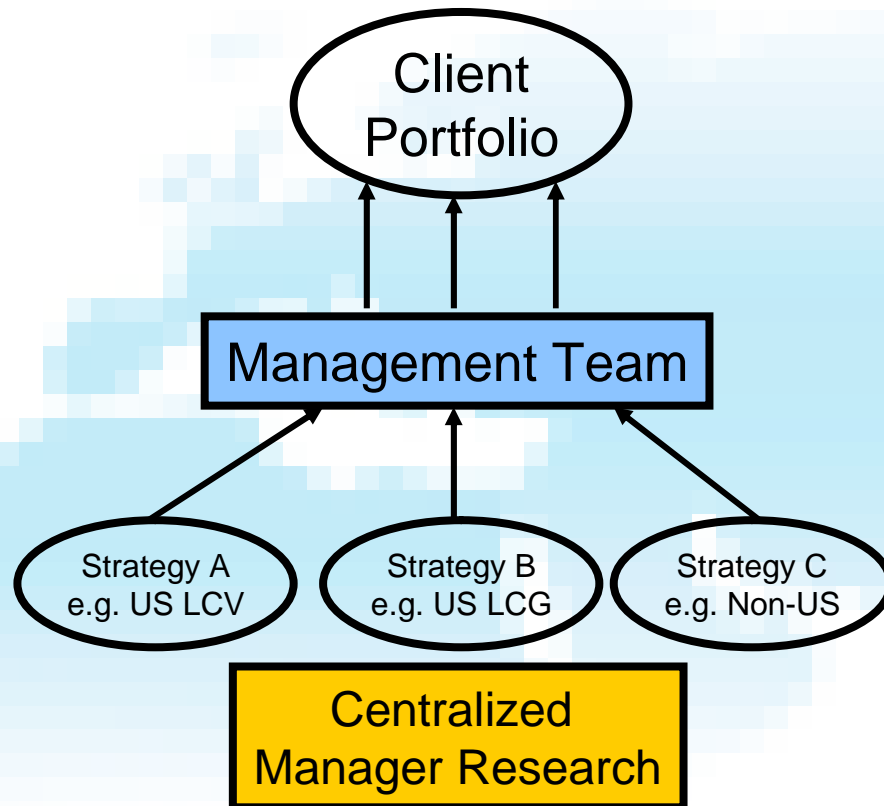 Client
Portfolio
Management Team
Strategy A
e.g. US LCV
Strategy B
e.g. US LCG
Strategy C
e.g. Non-US
Centralized
Manager Research